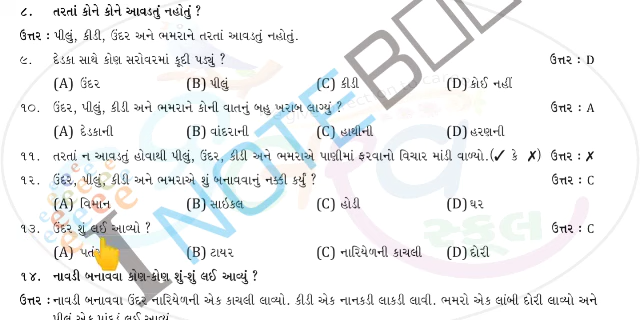 ૮. તરતાં કોને કોને આવડતું નહોતું ?
ઉત્તર : પીલું, કીડી, ઉંદર અને ભમરાને તરતાં આવડતું નહોતું.
૯. દેડકા સાથે કોણ સરોવરમાં કૂદી પડ્યું ? ઉત્તર : D
(A) ઉંદર (B) પીલું (C) કીડી (D) કોઈ નહીં
૧૦. ઉંદર, પીલું, કીડી અને ભમરાને કોની વાતનું બહુ ખરાબ લાગ્યું ? ઉત્તર : A
(A) દેડકાની (B) વાંદરાની (C) હાથીની (D) હરણની
૧૧. તરતાં ન આવડતું હોવાથી પીલું, ઉંદર, કીડી અને ભમરાએ પાણીમાં ફરવાનો વિચાર માંડી વાળ્યો.(✓ કે ✗) ઉત્તર : ✗
૧૨. ઉંદર, પીલું, કીડી અને ભમરાએ શું બનાવવાનું નક્કી કર્યું ? ઉત્તર : C
(A) વિમાન (B) સાઇકલ (C) હોડી (D) ઘર
૧૩. ઉંદર શું લઈ આવ્યો ? ઉત્તર : C
(A) (B) ટાયર (C) નારિયેળની કાચલી (D) દોરી
૧૪. નાવડી બનાવવા કોણ-કોણ શું-શું લઈ આવ્યું ?
ઉત્તર : નાવડી બનાવવા ઉંદર નારિયેળની એક કાચલી લાવ્યો. કીડી એક નાનકડી લાકડી લાવી. ભમરો એક લાંબી દોરી લાવ્યો અને
NOTEBOOK
સ્કૂલ